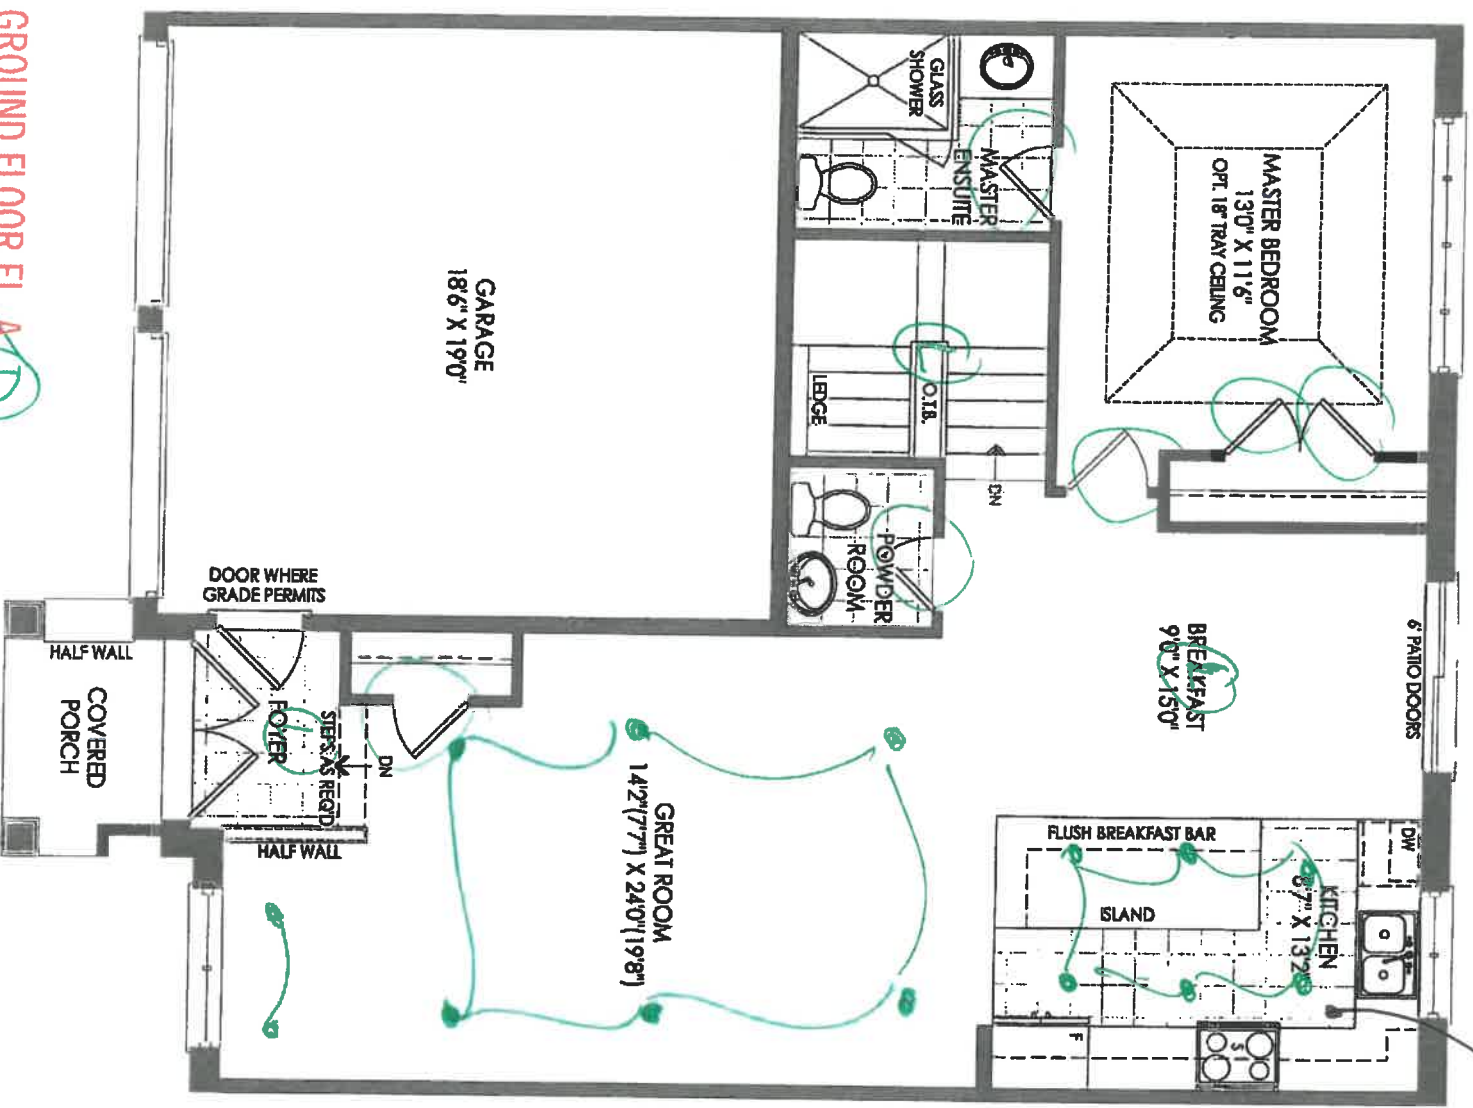 GROUND FLOOR EL. A
GARAGE
18'6" X 19'0"
GLASS
SHOWER
MASTER
ENSUITE
MASTER BEDROOM
13'0" X 11'6"
OPT. 18" TRAY CEILING
LEDGE
O.T.B.
DN
POWDER
ROOM
DOOR WHERE
GRADE PERMITS
HALF WALL
COVERED
PORCH
FOYER
STEPS AS REQ'D
DN
HALF WALL
GREAT ROOM
14'2"(7'7") X 24'0"(19'8")
BREAKFAST
9'0" X 15'0"
6' PATIO DOORS
FLUSH BREAKFAST BAR
ISLAND
KITCHEN
8'7" X 13'2"
DW
F
S